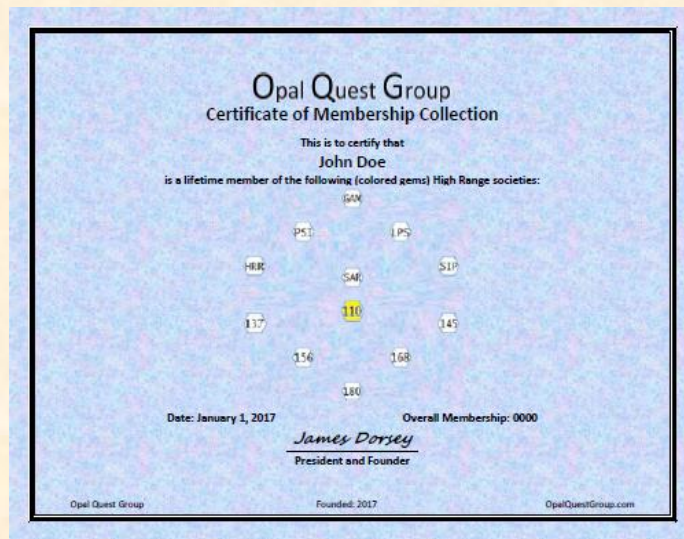 Opal Quest Group
Certificate of Membership Collection
This is to certify that
John Doe
is a lifetime member of the following (colored gems) High Range societies:
GAM
PSI LPS
HRR SIP
SAR
110
137 145
156 168
180
Date: January 1, 2017 Overall Membership: 0000
James Dorsey
President and Founder
Opal Quest Group Founded: 2017 OpalQuestGroup.com